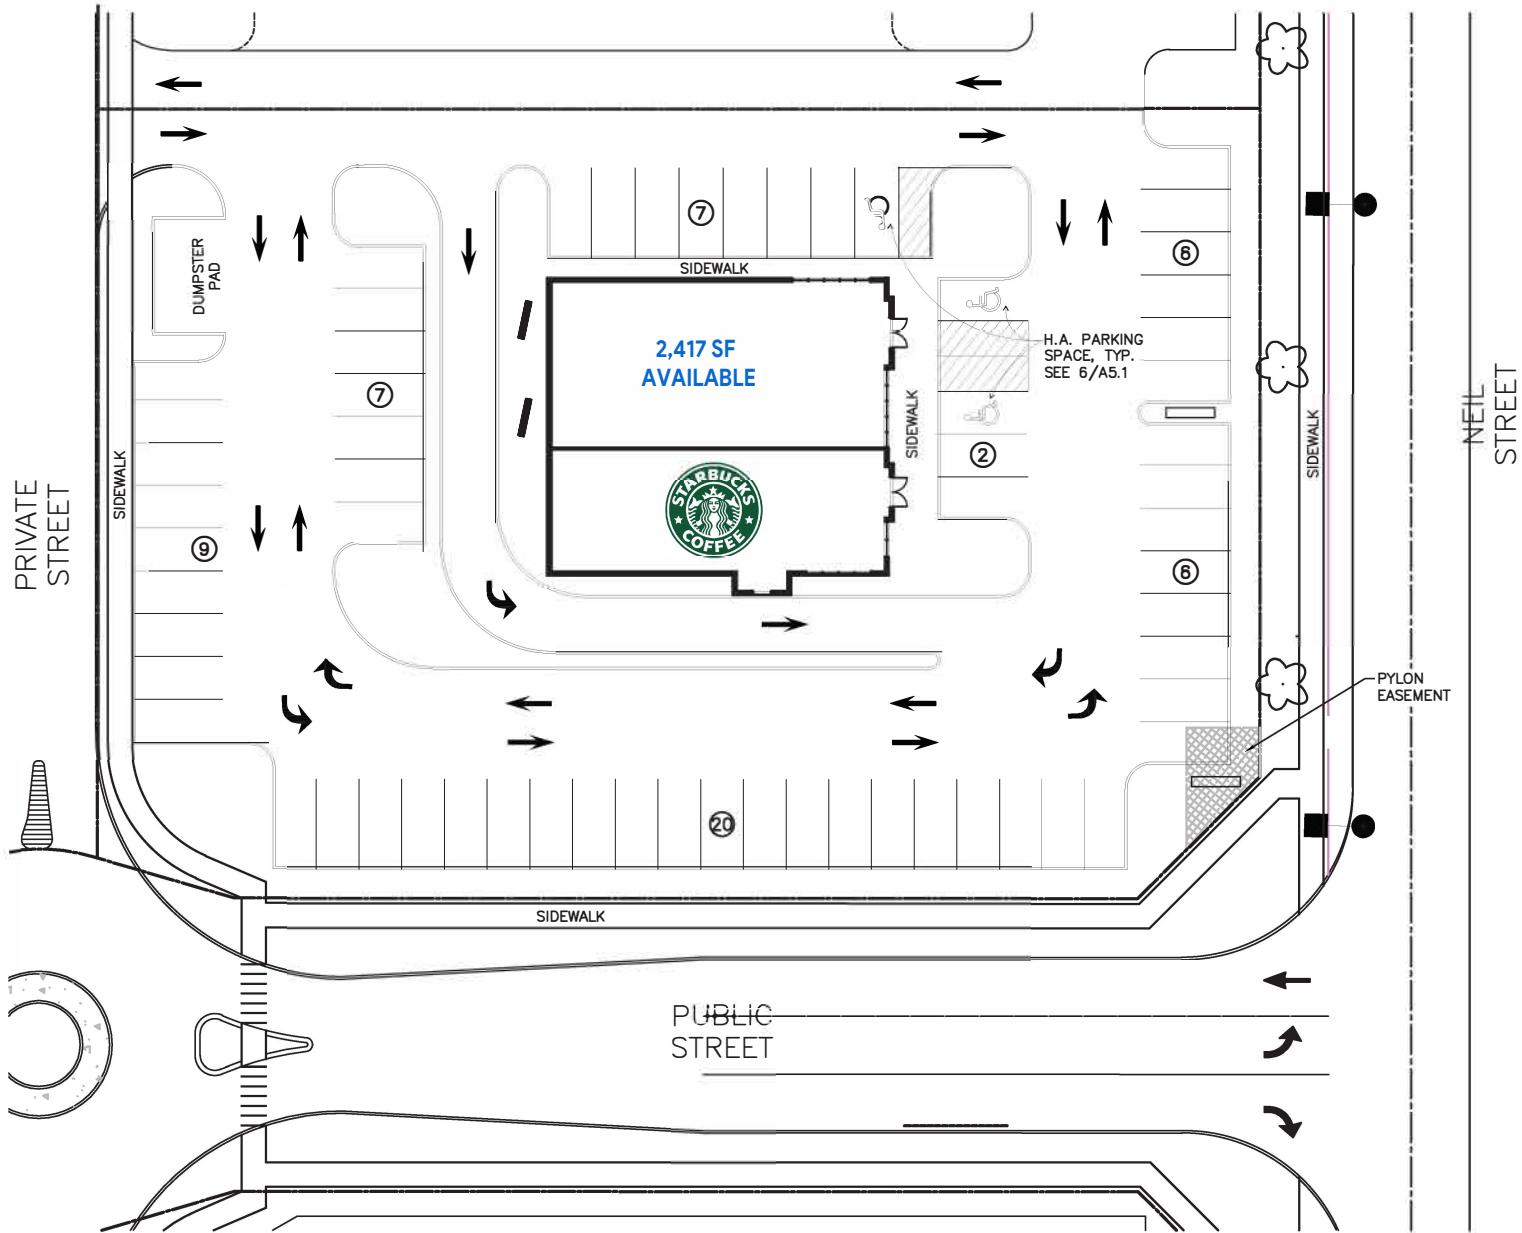 7
SIDEWALK
DUMPSTER
PAD
6
2,417 SF
AVAILABLE
H.A. PARKING
SPACE, TYP.
SEE 6/A5.1
7
SIDEWALK
SIDEWALK
NEIL
STREET
SIDEWALK
2
STARBUCKS
COFFEE
PRIVATE
STREET
9
6
PYLON
EASEMENT
20
SIDEWALK
PUBLIC
STREET